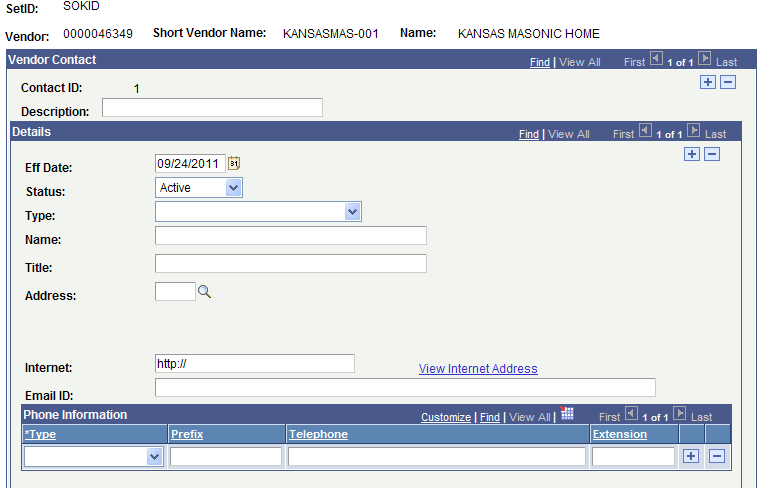 SetID: SOKID
Vendor: 0000046349 Short Vendor Name: KANSASMAS-001 Name: KANSAS MASONIC HOME
Vendor Contact Find | View All First 1 of 1 Last
Contact ID: 1
Description:
Details Find | View All First 1 of 1 Last
Eff Date: 09/24/2011 31
Status: Active
Type:
Name:
Title:
Address:
Internet: http:// View Internet Address
Email ID:
Phone Information Customize | Find | View All | First 1 of 1 Last
*Type Prefix Telephone Extension